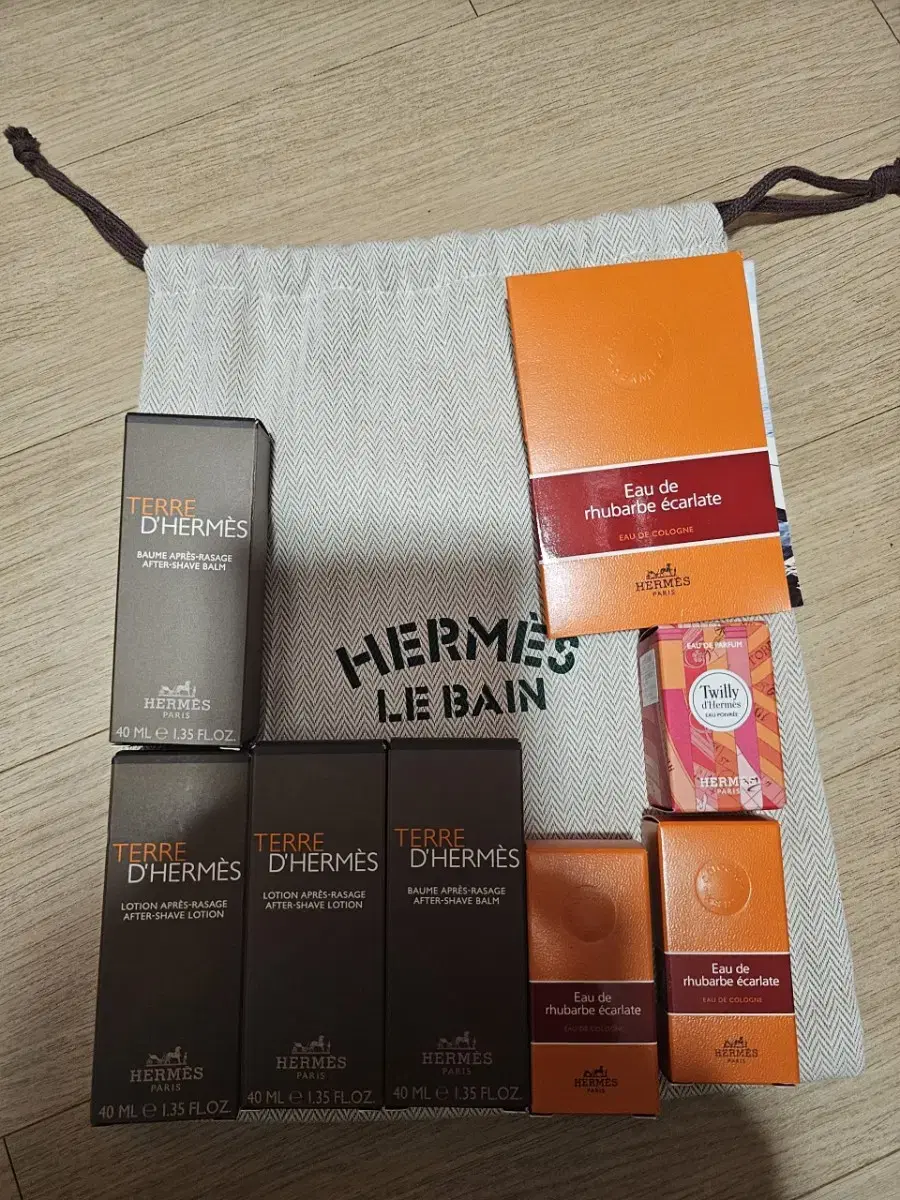 Eau de
rhubarbe écarlate
EAU DE COLOGNE
HERMÈS
PARIS
TERRE
D'HERMÈS
BAUME APRÈS-RASAGE
AFTER-SHAVE BALM
HERMÈS
PARIS
40 ML e 1.35 FL.OZ.
HERMÈS
LE BAIN
EAU DE PARFUM
Twilly
d'Hermès
EAU POIVRÉE
HERMÈS
PARIS
TERRE
D'HERMÈS
LOTION APRÈS-RASAGE
AFTER-SHAVE LOTION
HERMÈS
PARIS
40 ML e 1.35 FL.OZ.
TERRE
D'HERMÈS
LOTION APRÈS-RASAGE
AFTER-SHAVE LOTION
HERMÈS
PARIS
40 ML e 1.35 FL.OZ.
TERRE
D'HERMÈS
BAUME APRÈS-RASAGE
AFTER-SHAVE BALM
HERMÈS
PARIS
40 ML e 1.35 FL.OZ.
Eau de
rhubarbe écarlate
EAU DE COLOGNE
HERMÈS
PARIS
Eau de
rhubarbe écarlate
EAU DE COLOGNE
HERMÈS
PARIS